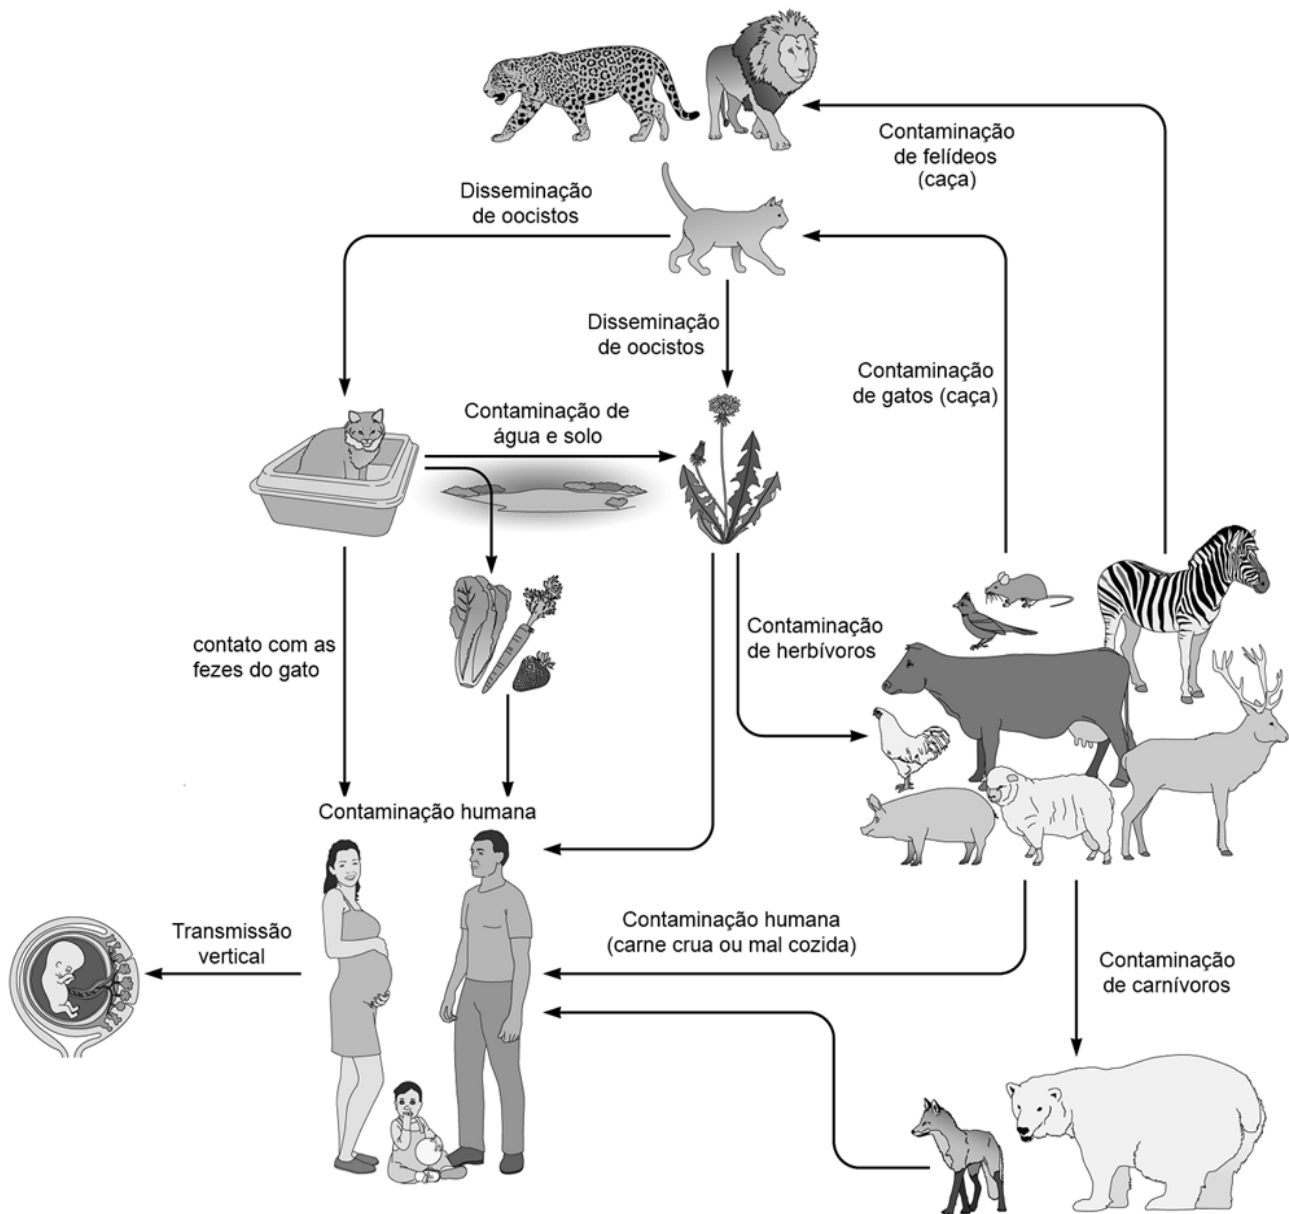 Contaminação
de felídeos
(caça)
Disseminação
de oocistos
Disseminação
de oocistos
Contaminação
de gatos (caça)
Contaminação de
água e solo
contato com as
fezes do gato
Contaminação
de herbívoros
Contaminação humana
Contaminação humana
(carne crua ou mal cozida)
Transmissão
vertical
Contaminação
de carnívoros